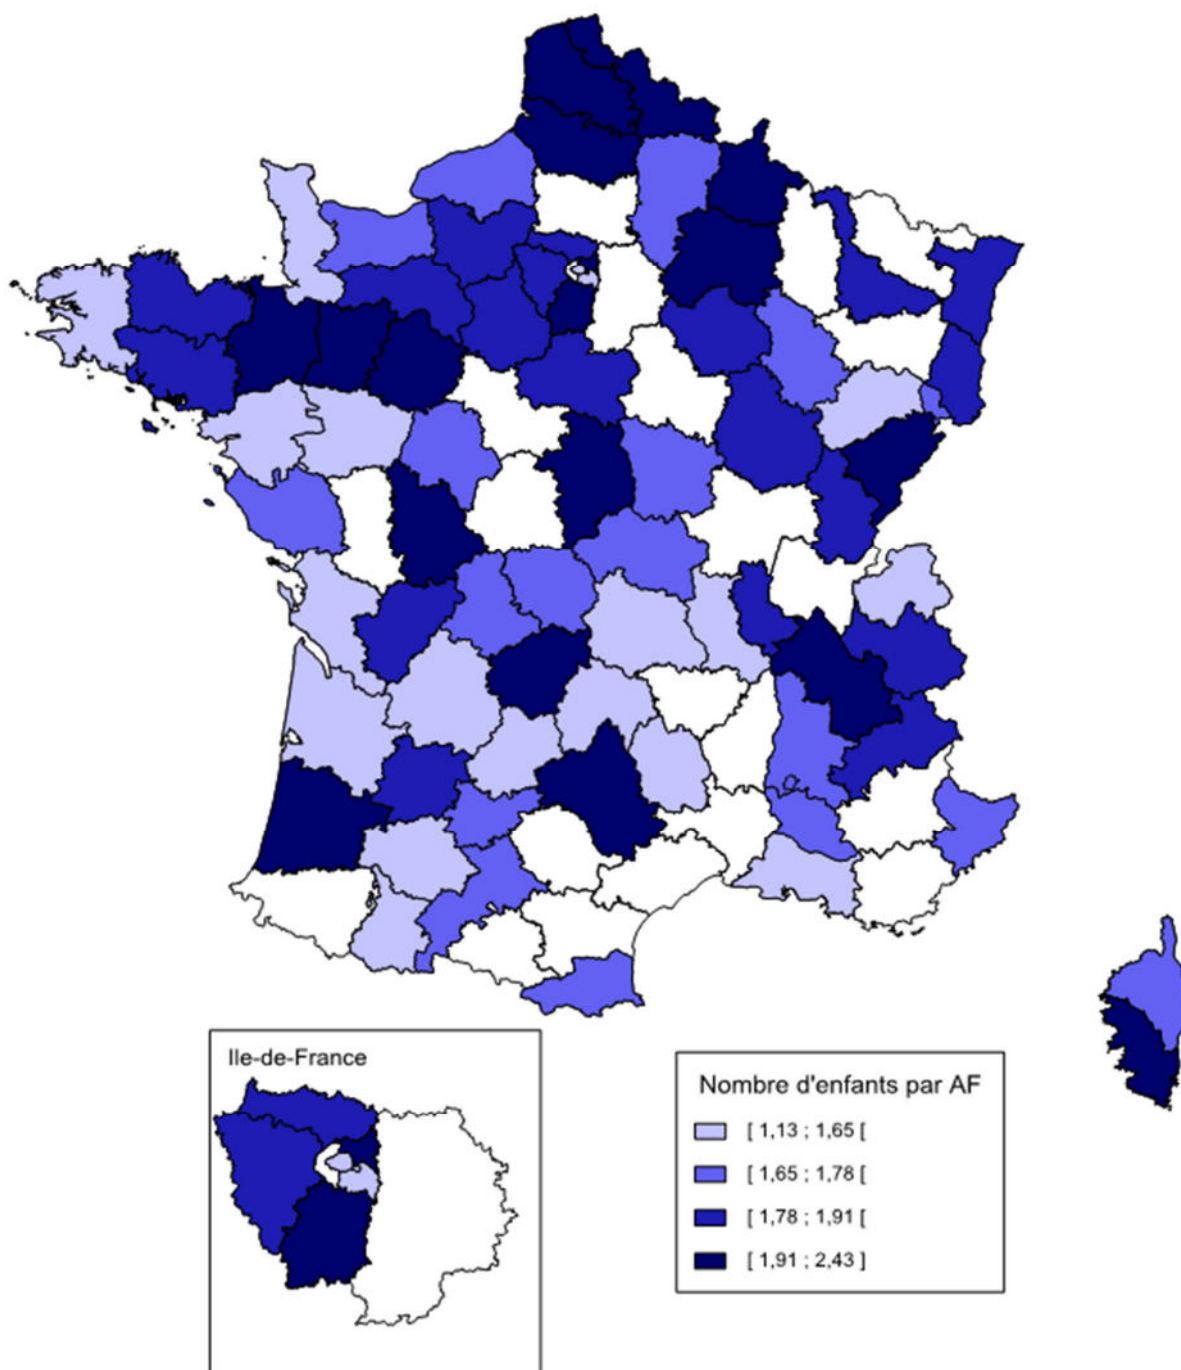 Ile-de-France
Nombre d'enfants par AF
[ 1,13 ; 1,65 [
[ 1,65 ; 1,78 [
[ 1,78 ; 1,91 [
[ 1,91 ; 2,43 ]